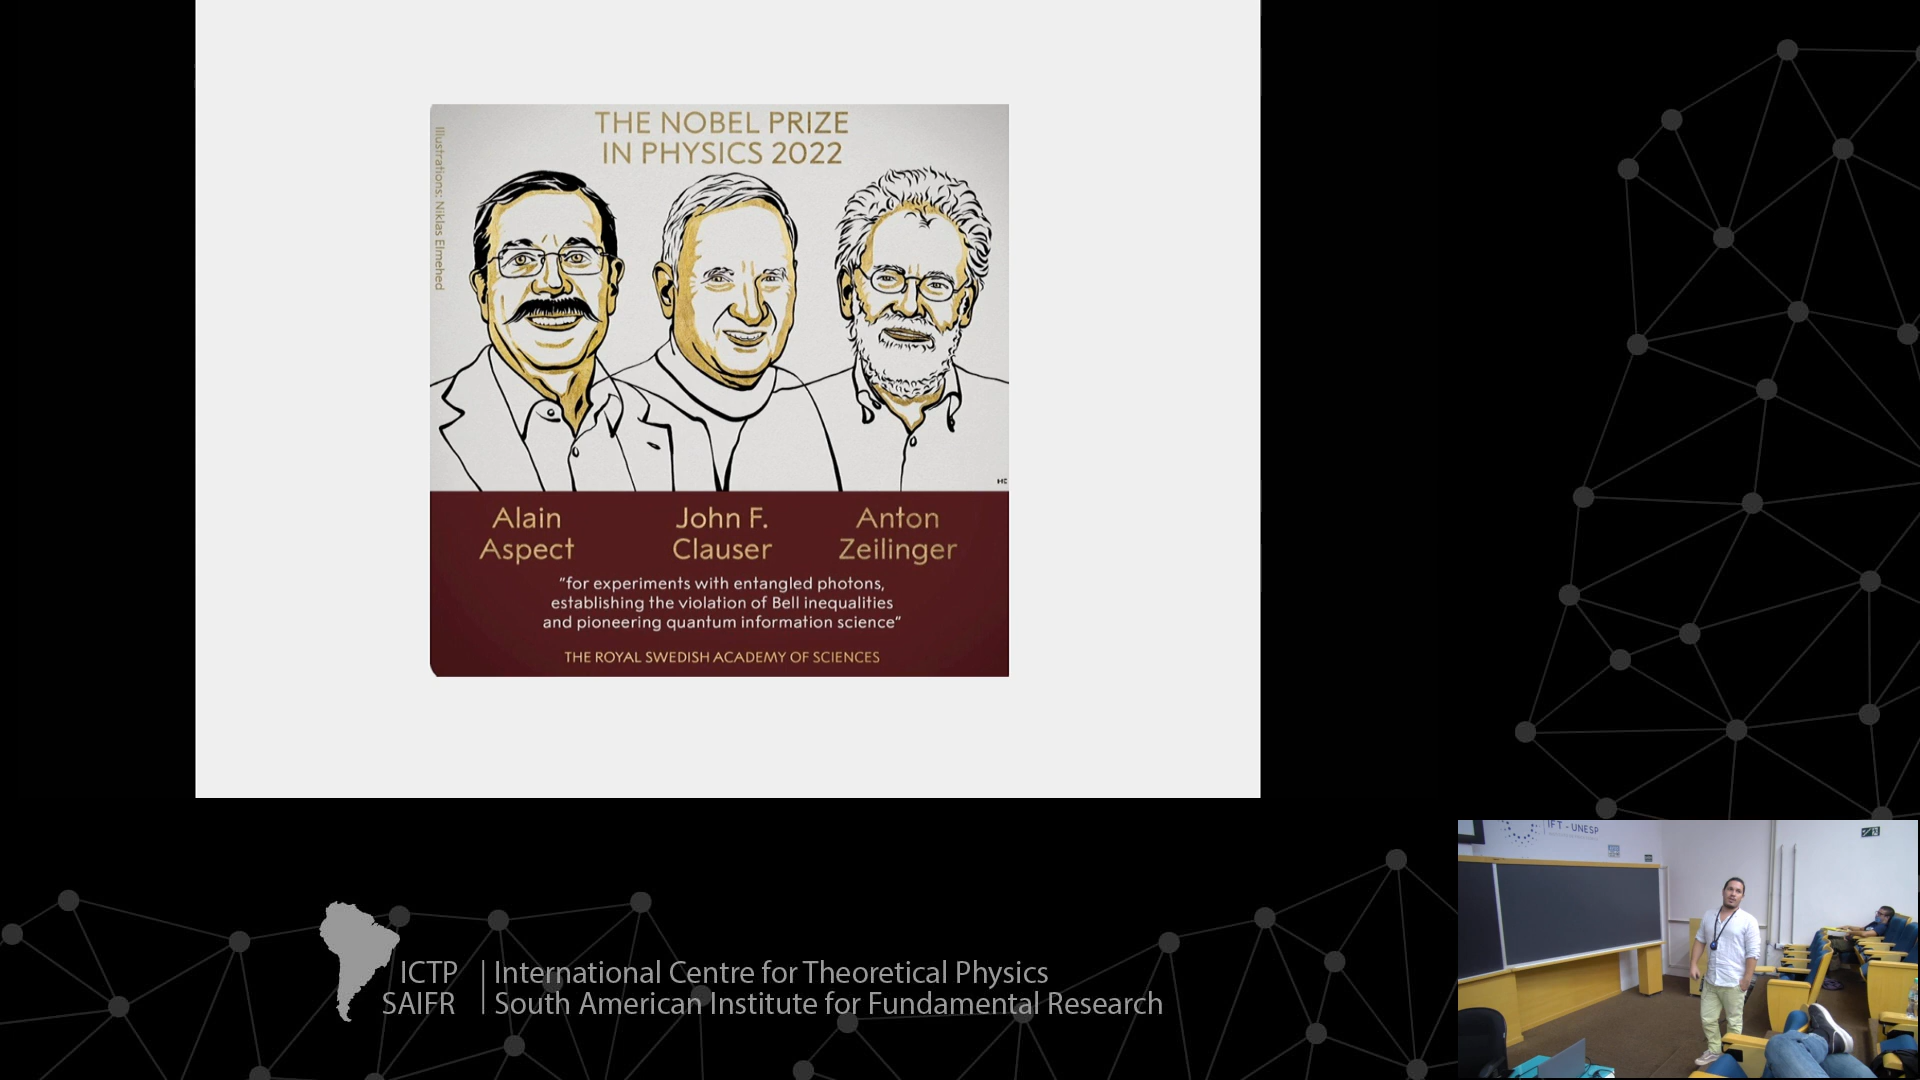 THE NOBEL PRIZE
IN PHYSICS 2022
Illustrations: Niklas Elmehed
Alain
Aspect
John F.
Clauser
Anton
Zeilinger
"for experiments with entangled photons,
establishing the violation of Bell inequalities
and pioneering quantum information science"
THE ROYAL SWEDISH ACADEMY OF SCIENCES
IFT - UNESP
ICTP
SAIFR
International Centre for Theoretical Physics
South American Institute for Fundamental Research